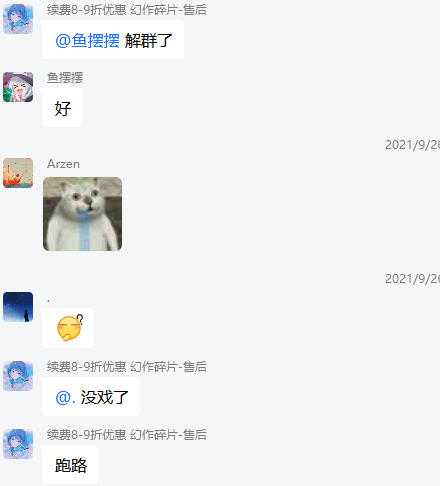 续费8-9折优惠 幻作碎片-售后
@鱼摆摆 解群了
鱼摆摆
好
2021/9/26
Arzen
2021/9/26
.
续费8-9折优惠 幻作碎片-售后
@. 没戏了
续费8-9折优惠 幻作碎片-售后
跑路